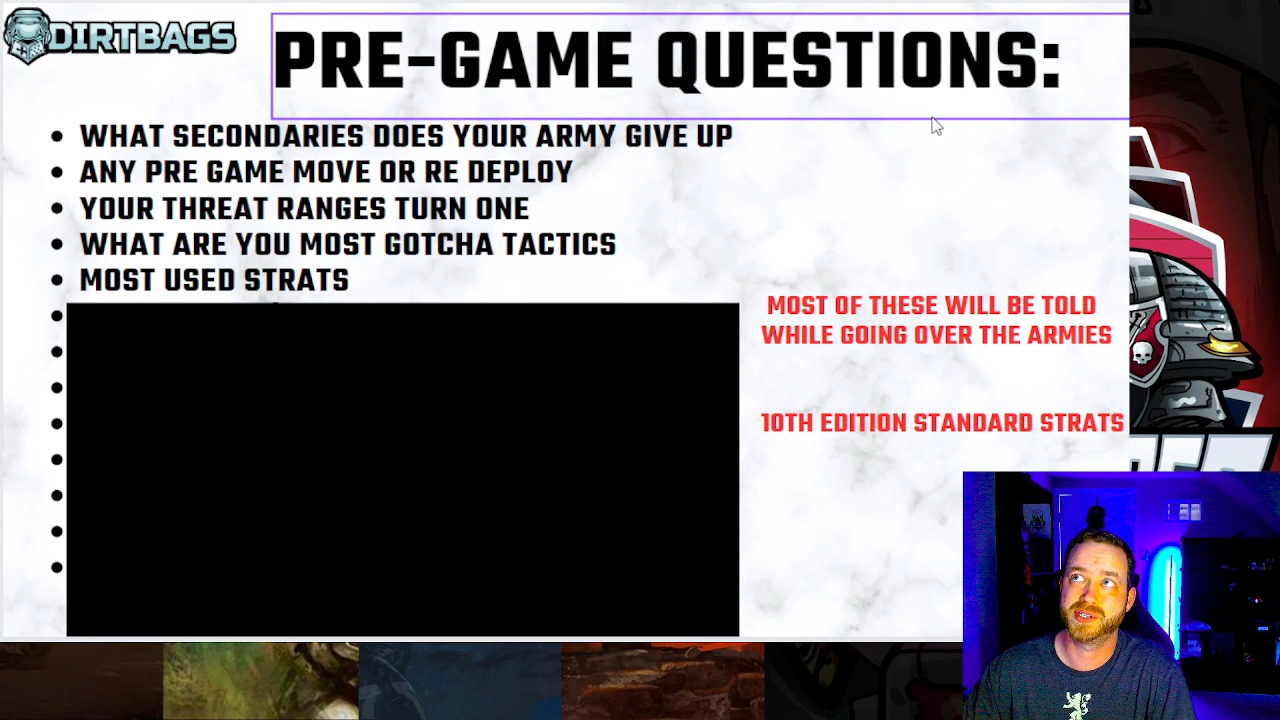 DIRTBAGS
PRE-GAME QUESTIONS:
WHAT SECONDARIES DOES YOUR ARMY GIVE UP
ANY PRE GAME MOVE OR RE DEPLOY
YOUR THREAT RANGES TURN ONE
WHAT ARE YOU MOST GOTCHA TACTICS
MOST USED STRATS
MOST OF THESE WILL BE TOLD
WHILE GOING OVER THE ARMIES
10TH EDITION STANDARD STRATS